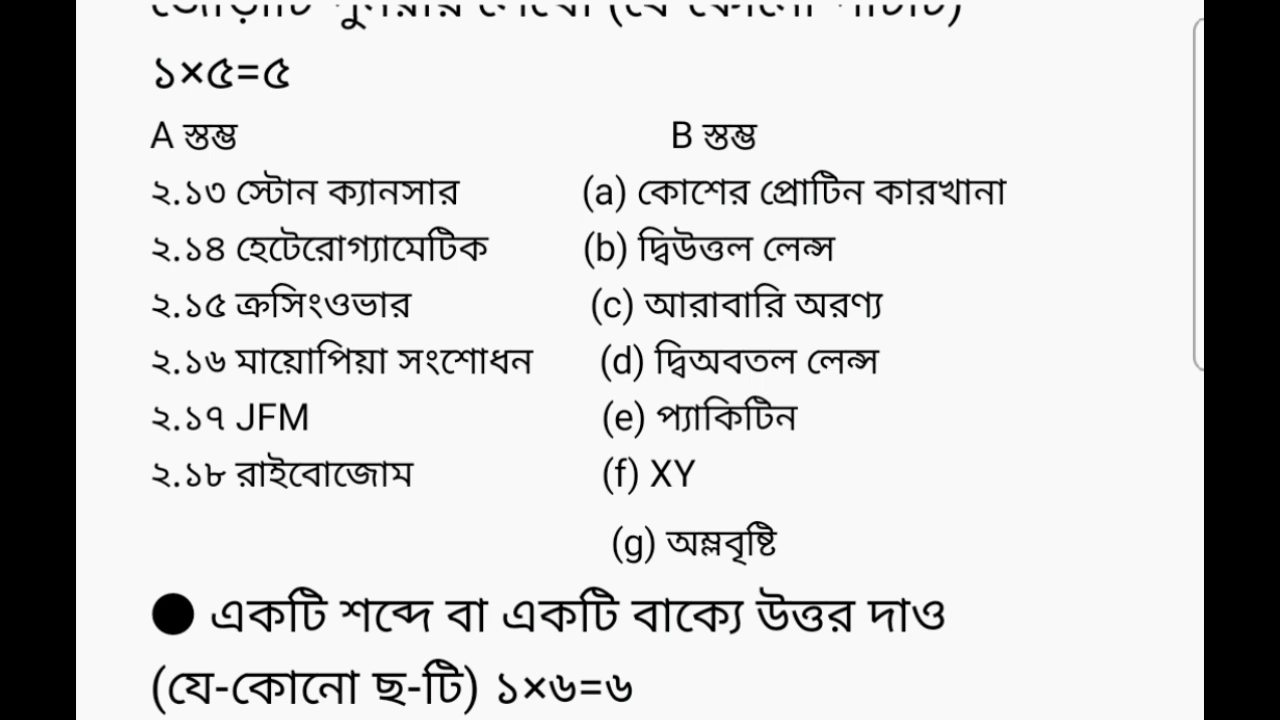 ১×৫=৫
A স্তম্ভ B স্তম্ভ
২.১৩ স্টোন ক্যানসার (a) কোশের প্রোটিন কারখানা
২.১৪ হেটেরোগ্যামেটিক (b) দ্বিউত্তল লেন্স
২.১৫ ক্রসিংওভার (c) আরাবারি অরণ্য
২.১৬ মায়োপিয়া সংশোধন (d) দ্বিঅবতল লেন্স
২.১৭ JFM (e) প্যাকিটিন
২.১৮ রাইবোজোম (f) XY
(g) অম্লবৃষ্টি
● একটি শব্দে বা একটি বাক্যে উত্তর দাও
(যে-কোনো ছ-টি) ১×৬=৬